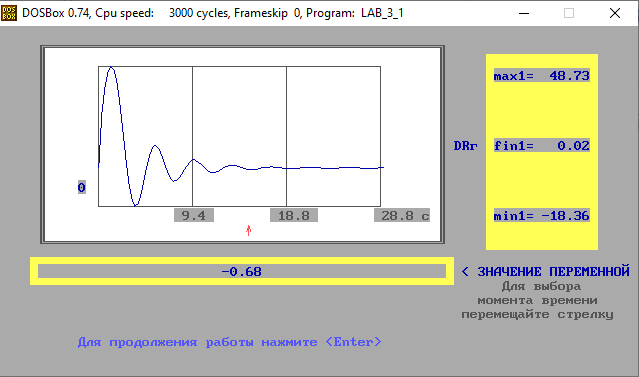 DOS BOX DOSBox 0.74, Cpu speed: 3000 cycles, Frameskip 0, Program: LAB_3_1
max1= 48.73
DRr fin1= 0.02
0
9.4 18.8 28.8 с
min1= -18.36
-0.68 < ЗНАЧЕНИЕ ПЕРЕМЕННОЙ
Для выбора
момента времени
перемещайте стрелку
Для продолжения работы нажмите <Enter>